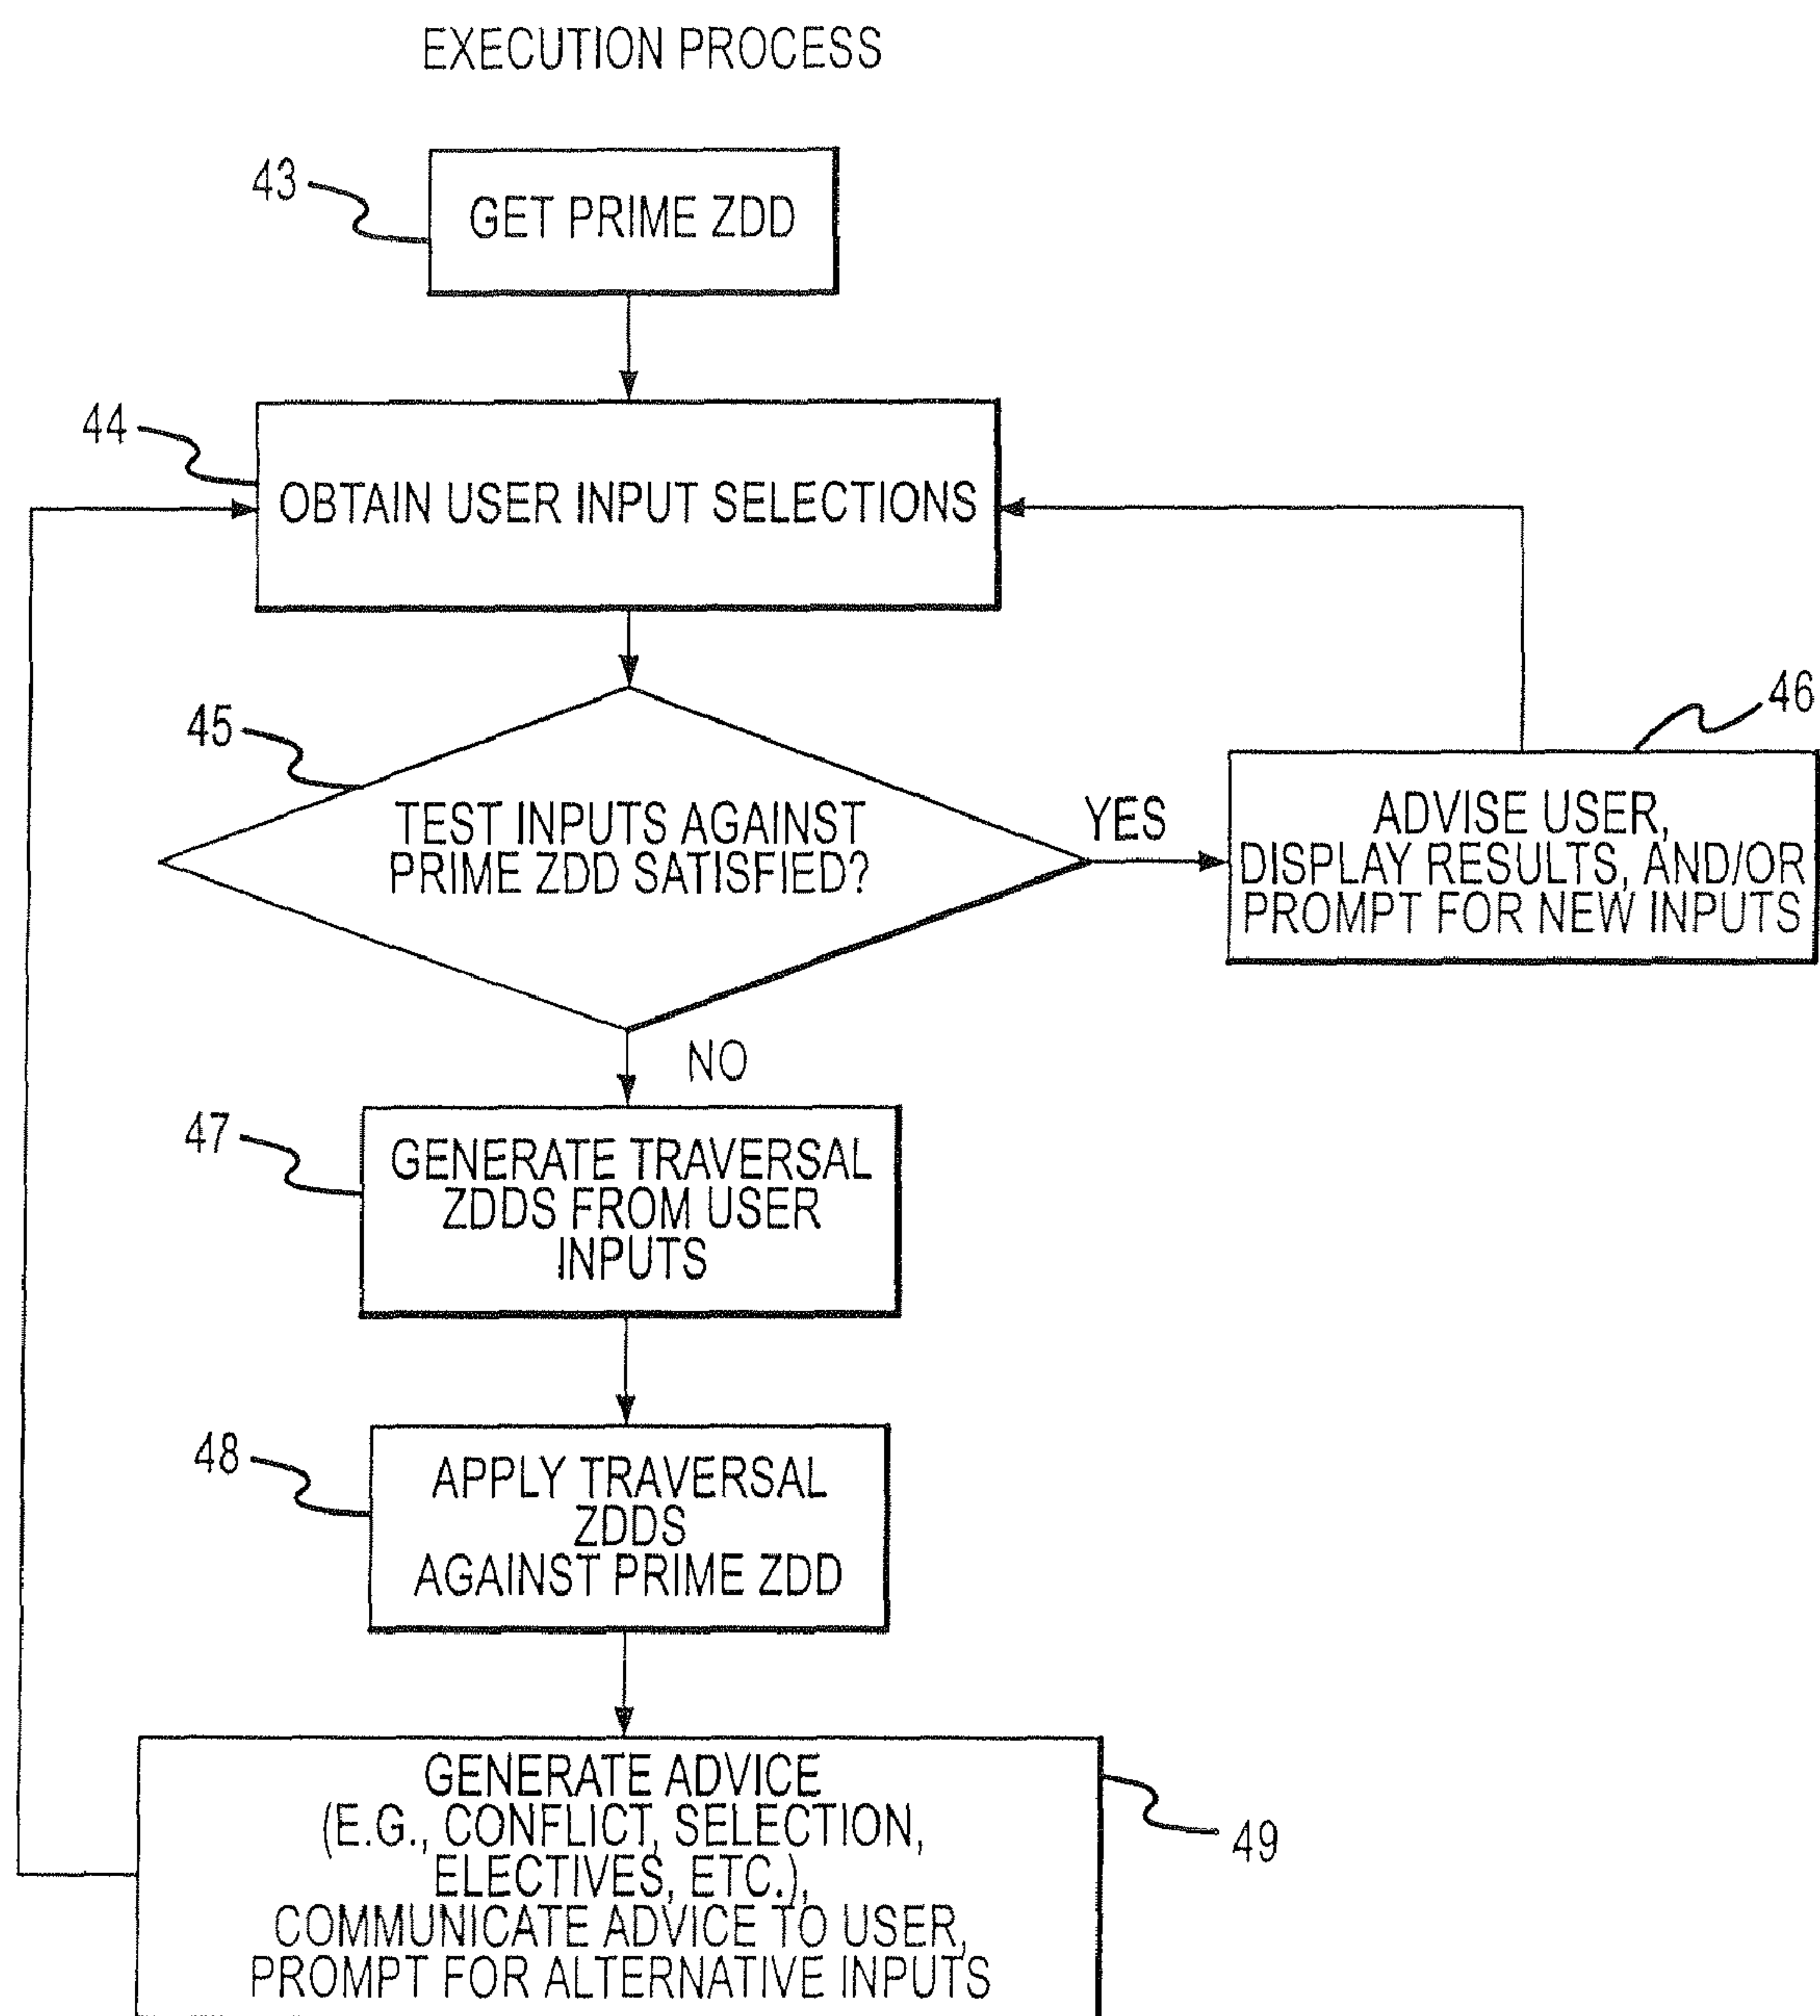 EXECUTION PROCESS
43
GET PRIME ZDD
44
OBTAIN USER INPUT SELECTIONS
45
TEST INPUTS AGAINST
PRIME ZDD SATISFIED?
YES
46
ADVISE USER,
DISPLAY RESULTS, AND/OR
PROMPT FOR NEW INPUTS
NO
47
GENERATE TRAVERSAL
ZDDS FROM USER
INPUTS
48
APPLY TRAVERSAL
ZDDS
AGAINST PRIME ZDD
GENERATE ADVICE
(E.G., CONFLICT, SELECTION,
ELECTIVES, ETC.),
COMMUNICATE ADVICE TO USER,
PROMPT FOR ALTERNATIVE INPUTS
49